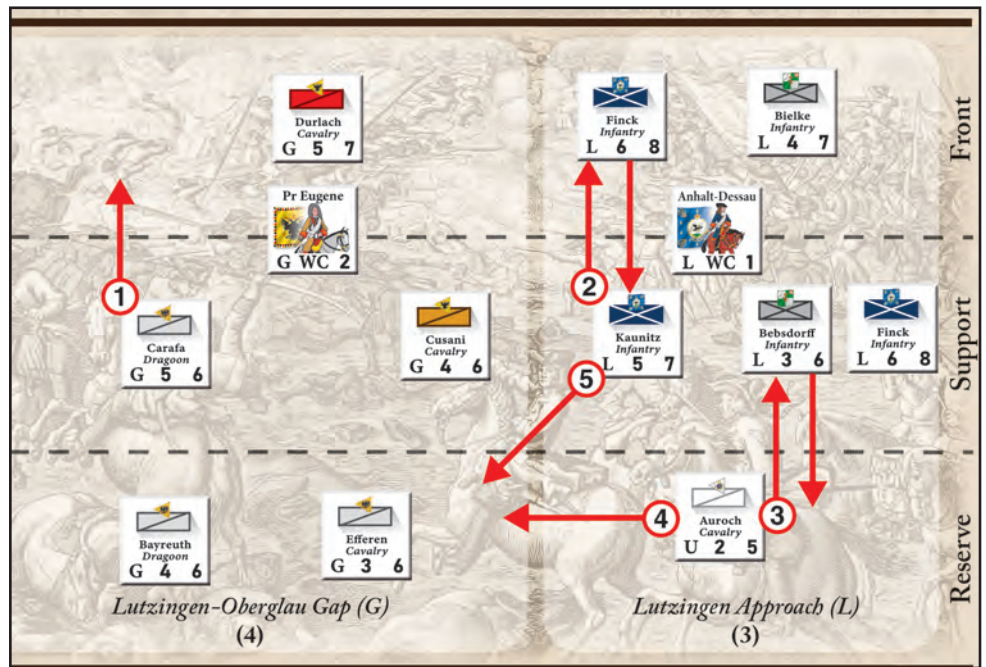 Durlach
Cavalry
G 5 7
Finck
Infantry
L 6 8
Bielke
Infantry
L 4 7
Front
Pr Eugene
G WC 2
Anhalt-Dessau
L WC 1
1
2
Carafa
Dragoon
G 5 6
Cusani
Cavalry
G 4 6
Kaunitz
Infantry
L 5 7
Bebsdorff
Infantry
L 3 6
Finck
Infantry
L 6 8
Support
5
Bayreuth
Dragoon
G 4 6
Efferen
Cavalry
G 3 6
4
Auroch
Cavalry
U 2 5
3
Reserve
Lutzingen-Oberglau Gap (G)
(4)
Lutzingen Approach (L)
(3)